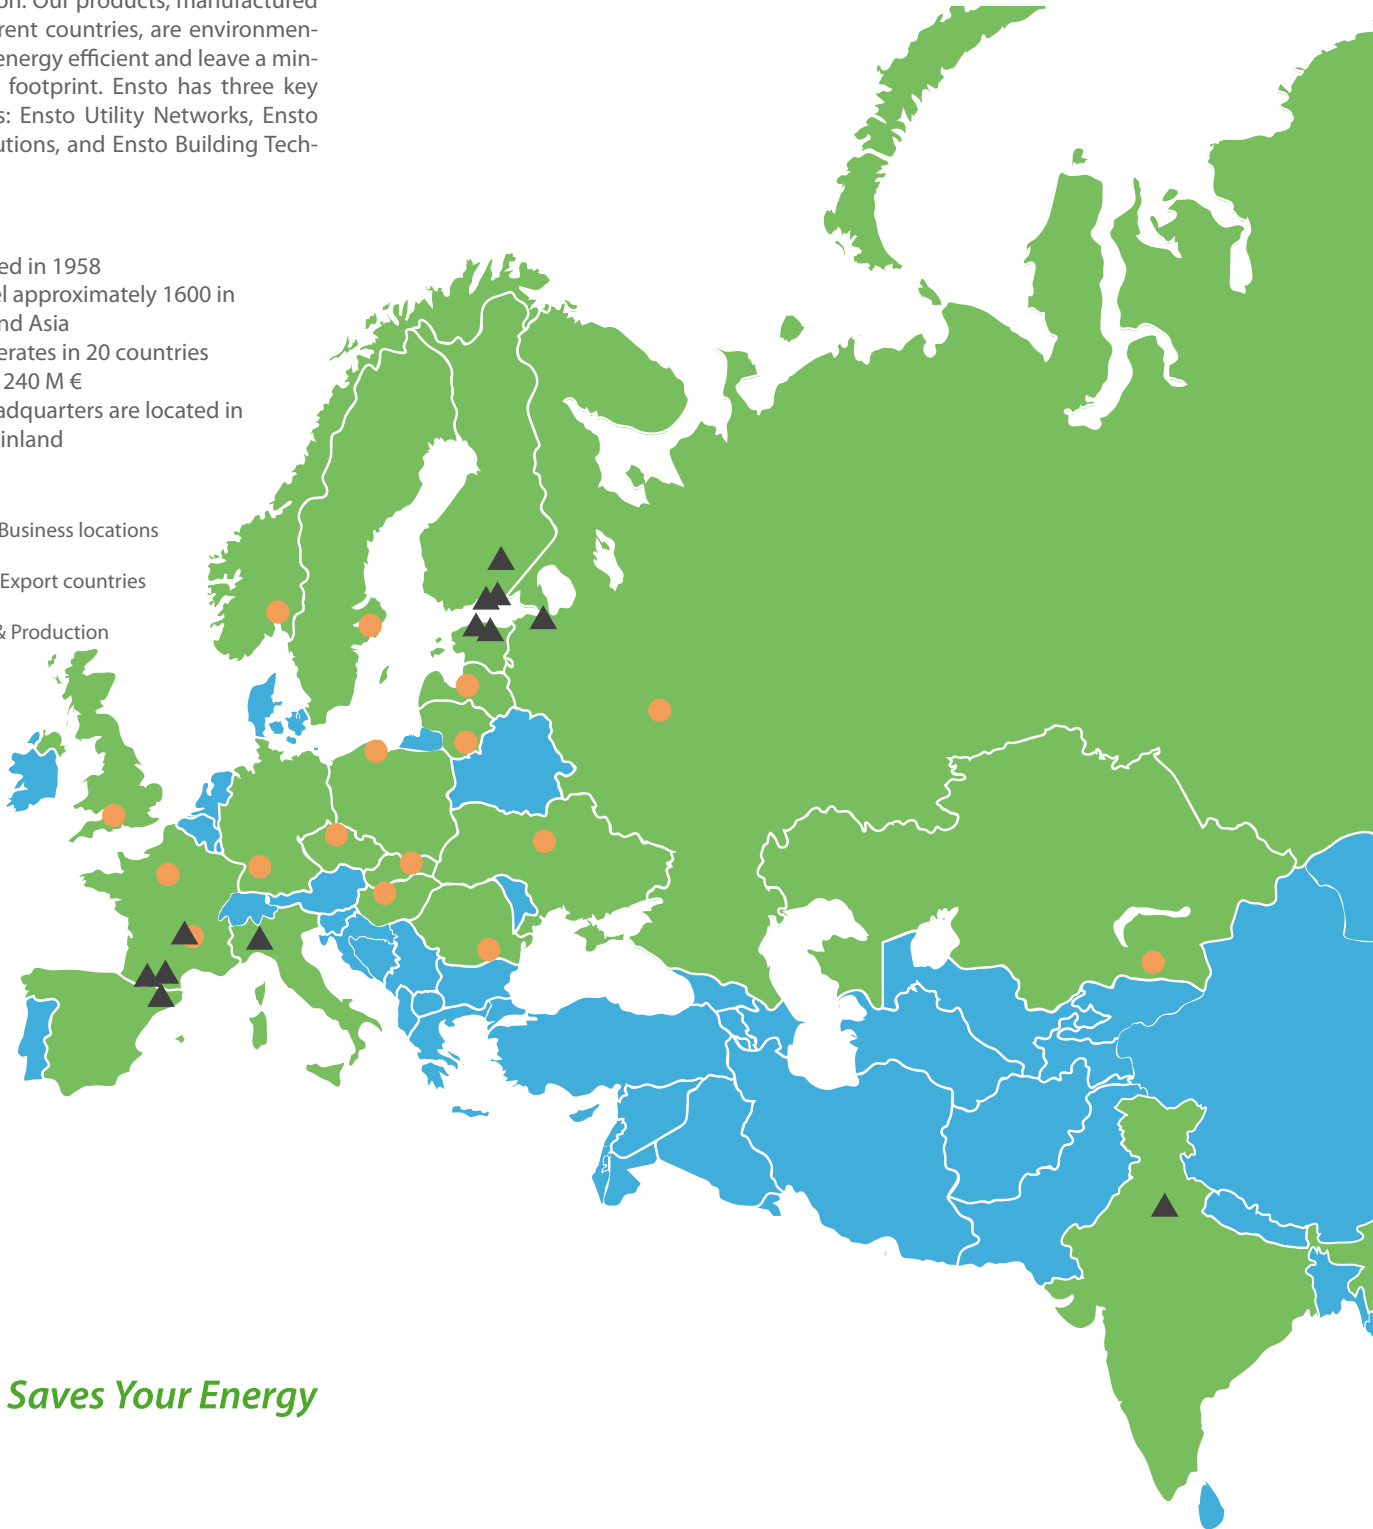 on. Our products, manufactured
rent countries, are environmen-
energy efficient and leave a min-
footprint. Ensto has three key
s: Ensto Utility Networks, Ensto
utions, and Ensto Building Tech-
ed in 1958
el approximately 1600 in
nd Asia
erates in 20 countries
240 M €
adquarters are located in
inland
Business locations
Export countries
& Production
Saves Your Energy